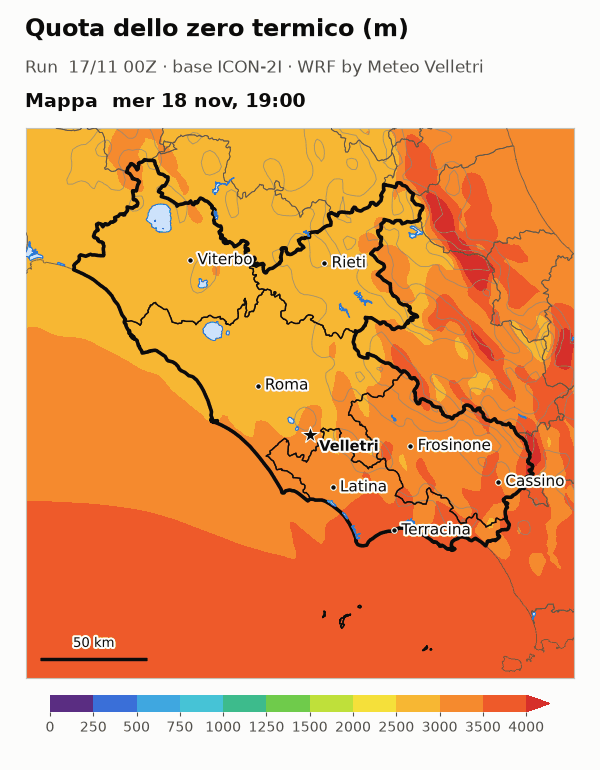 Quota dello zero termico (m)
Run  17/11 00Z · base ICON-2I · WRF by Meteo Velletri
Mappa  mer 18 nov, 19:00
Viterbo
Rieti
Roma
Velletri
Frosinone
Latina
Cassino
Terracina
50 km
0 250 500 750 1000 1250 1500 2000 2500 3000 3500 4000